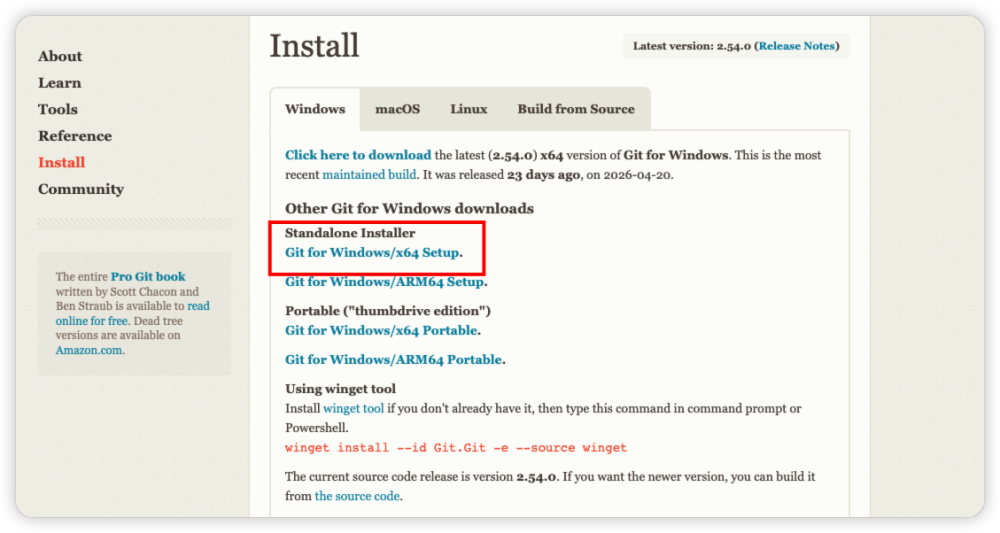 About
Learn
Tools
Reference
Install
Community
The entire Pro Git book
written by Scott Chacon and
Ben Straub is available to read
online for free. Dead tree
versions are available on
Amazon.com.
Install
Latest version: 2.54.0 (Release Notes)
Windows macOS Linux Build from Source
Click here to download the latest (2.54.0) x64 version of Git for Windows. This is the most
recent maintained build. It was released 23 days ago, on 2026-04-20.
Other Git for Windows downloads
Standalone Installer
Git for Windows/x64 Setup.
Git for Windows/ARM64 Setup.
Portable ("thumbdrive edition")
Git for Windows/x64 Portable.
Git for Windows/ARM64 Portable.
Using winget tool
Install winget tool if you don't already have it, then type this command in command prompt or
Powershell.
winget install --id Git.Git -e --source winget
The current source code release is version 2.54.0. If you want the newer version, you can build it
from the source code.